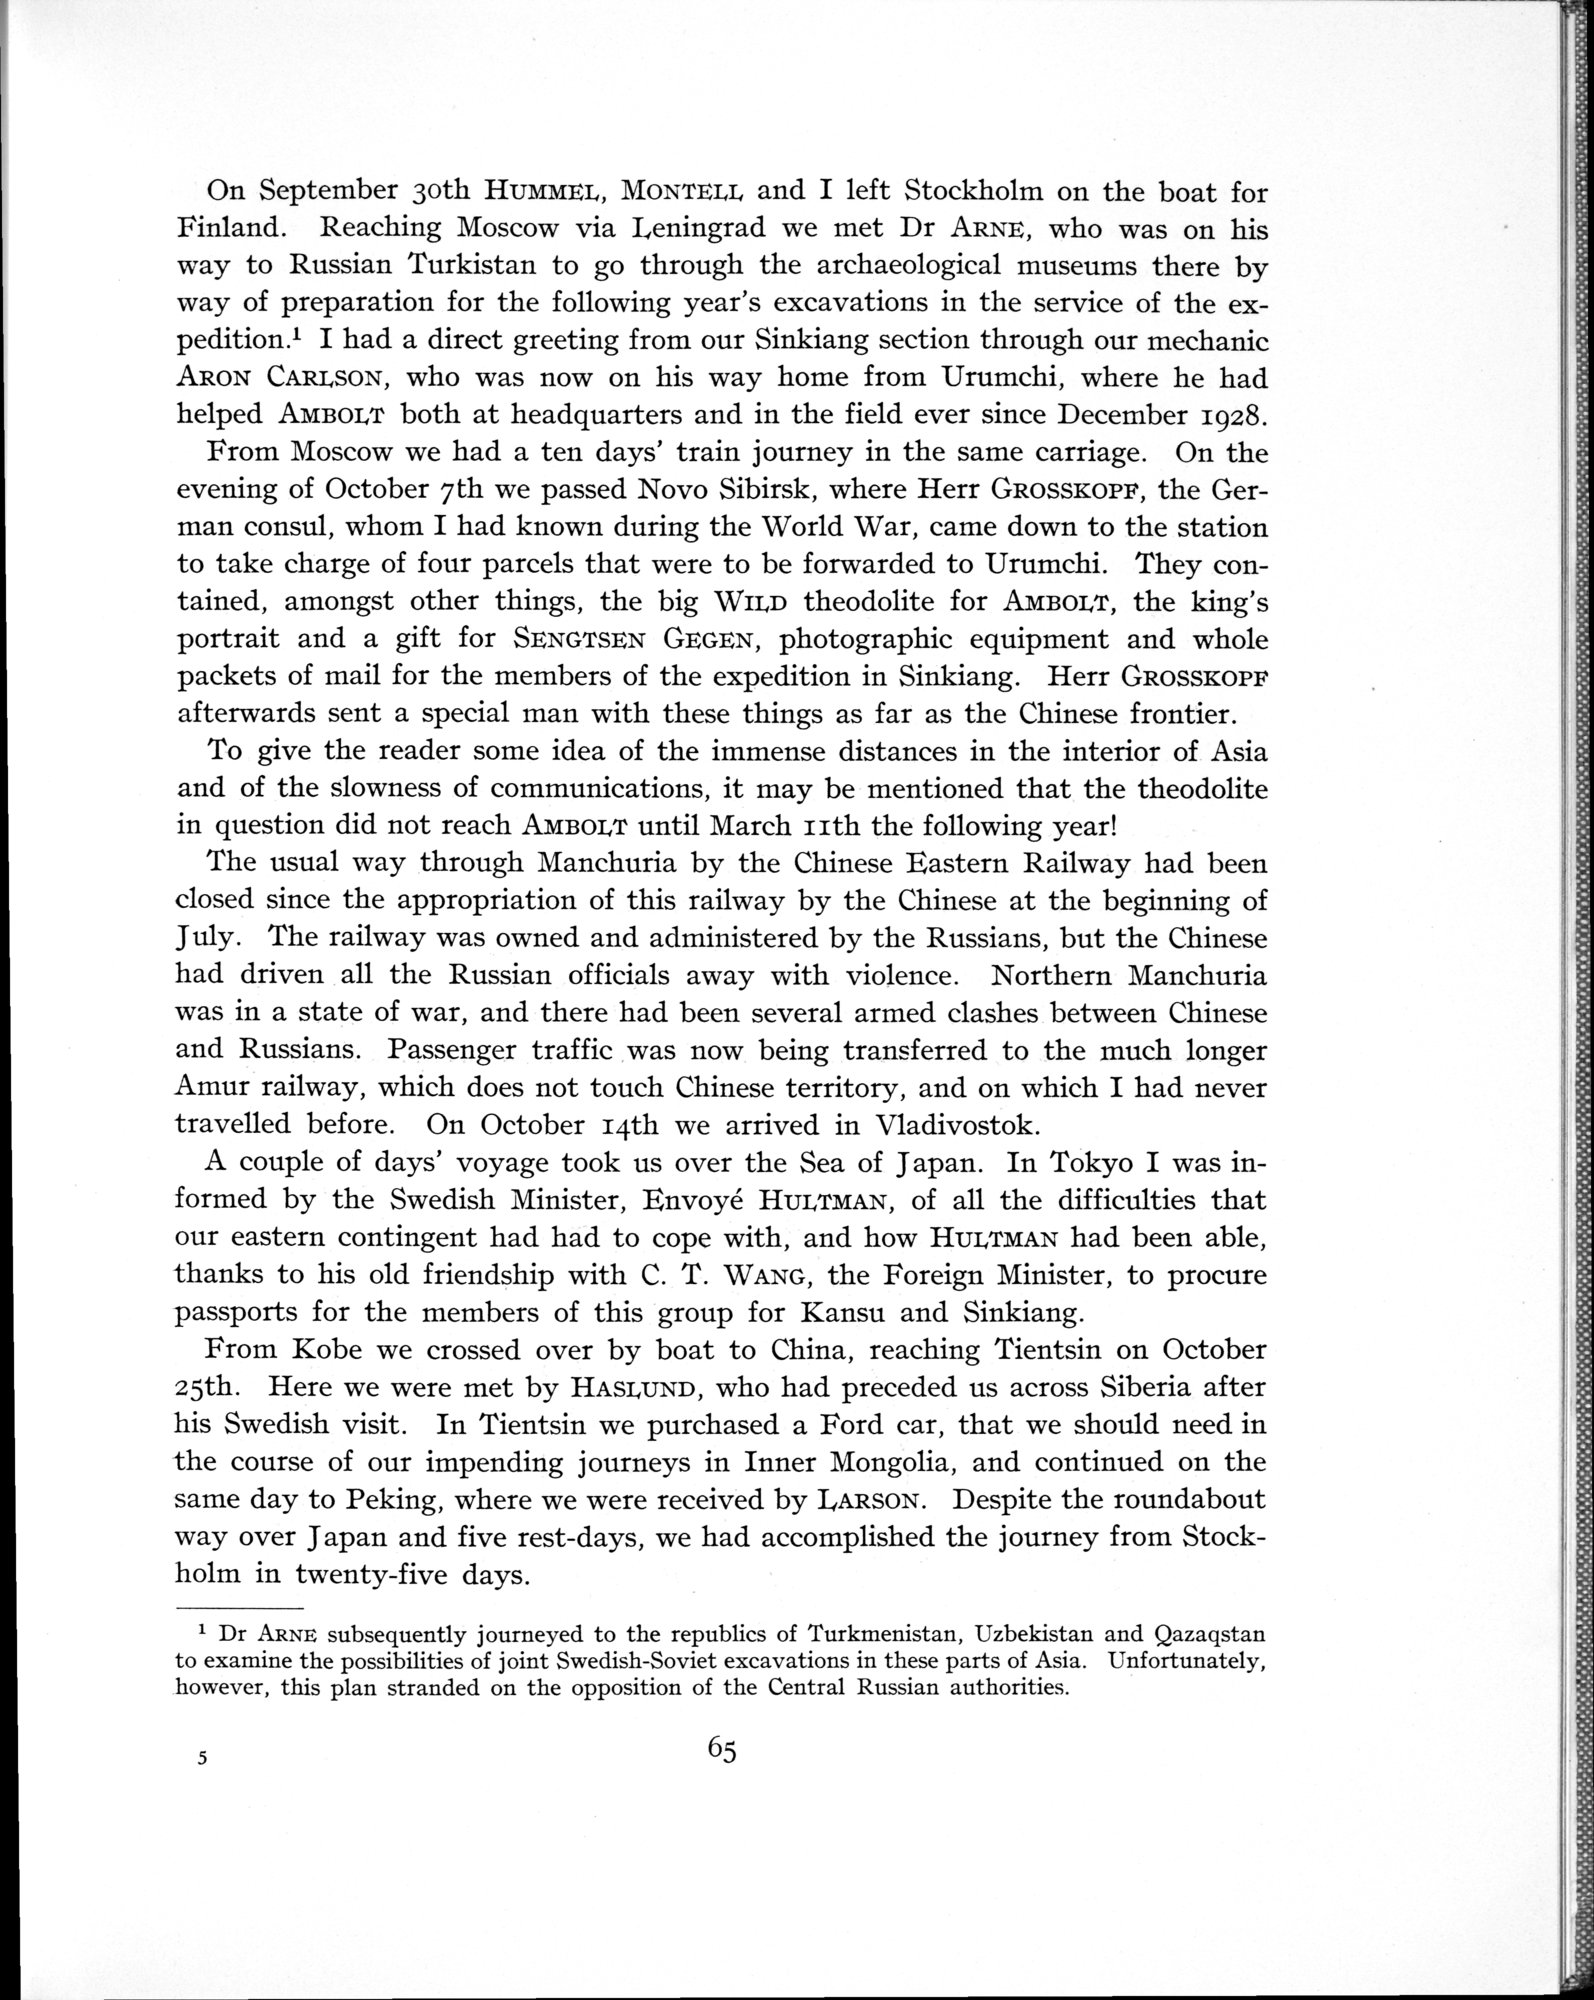 On September 30th HUMMEL, MONTELL and I left Stockholm on the boat for
Finland. Reaching Moscow via Leningrad we met Dr ARNE, who was on his
way to Russian Turkistan to go through the archaeological museums there by
way of preparation for the following year's excavations in the service of the ex-
pedition.¹ I had a direct greeting from our Sinkiang section through our mechanic
ARON CARLSON, who was now on his way home from Urumchi, where he had
helped AMBOLT both at headquarters and in the field ever since December 1928.
From Moscow we had a ten days' train journey in the same carriage. On the
evening of October 7th we passed Novo Sibirsk, where Herr GROSSKOPF, the Ger-
man consul, whom I had known during the World War, came down to the station
to take charge of four parcels that were to be forwarded to Urumchi. They con-
tained, amongst other things, the big WILD theodolite for AMBOLT, the king's
portrait and a gift for SENGTSEN GEGEN, photographic equipment and whole
packets of mail for the members of the expedition in Sinkiang. Herr GROSSKOPF
afterwards sent a special man with these things as far as the Chinese frontier.
To give the reader some idea of the immense distances in the interior of Asia
and of the slowness of communications, it may be mentioned that the theodolite
in question did not reach AMBOLT until March 11th the following year!
The usual way through Manchuria by the Chinese Eastern Railway had been
closed since the appropriation of this railway by the Chinese at the beginning of
July. The railway was owned and administered by the Russians, but the Chinese
had driven all the Russian officials away with violence. Northern Manchuria
was in a state of war, and there had been several armed clashes between Chinese
and Russians. Passenger traffic was now being transferred to the much longer
Amur railway, which does not touch Chinese territory, and on which I had never
travelled before. On October 14th we arrived in Vladivostok.
A couple of days' voyage took us over the Sea of Japan. In Tokyo I was in-
formed by the Swedish Minister, Envoyé HULTMAN, of all the difficulties that
our eastern contingent had had to cope with, and how HULTMAN had been able,
thanks to his old friendship with C. T. WANG, the Foreign Minister, to procure
passports for the members of this group for Kansu and Sinkiang.
From Kobe we crossed over by boat to China, reaching Tientsin on October
25th. Here we were met by HASLUND, who had preceded us across Siberia after
his Swedish visit. In Tientsin we purchased a Ford car, that we should need in
the course of our impending journeys in Inner Mongolia, and continued on the
same day to Peking, where we were received by LARSON. Despite the roundabout
way over Japan and five rest-days, we had accomplished the journey from Stock-
holm in twenty-five days.
¹ Dr ARNE subsequently journeyed to the republics of Turkmenistan, Uzbekistan and Qazaqstan
to examine the possibilities of joint Swedish-Soviet excavations in these parts of Asia. Unfortunately,
however, this plan stranded on the opposition of the Central Russian authorities.
5
65